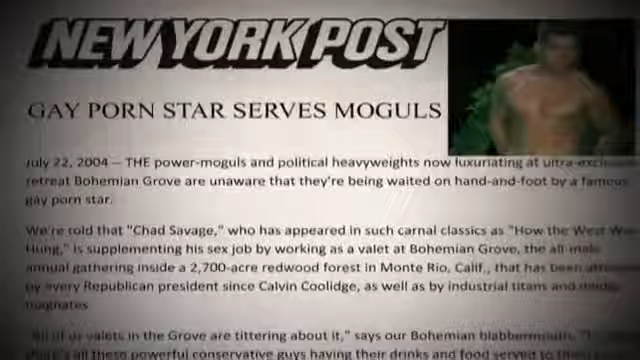 NEW YORK POST
GAY PORN STAR SERVES MOGULS
July 22, 2004 — THE power-moguls and political heavyweights now luxuriating at ultra-exclusive
retreat Bohemian Grove are unaware that they're being waited on hand-and-foot by a famous
gay porn star.
We're told that "Chad Savage," who has appeared in such carnal classics as "How the West Was
Hung," is supplementing his sex job by working as a valet at Bohemian Grove, the all-male
annual gathering inside a 2,700-acre redwood forest in Monte Rio, Calif., that has been
by every Republican president since Calvin Coolidge, as well as by industrial titans and media
magnates
"All of us valets in the Grove are tittering about it," says our Bohemian blabbermouth.
all these powerful conservative guys having their drinks and food served